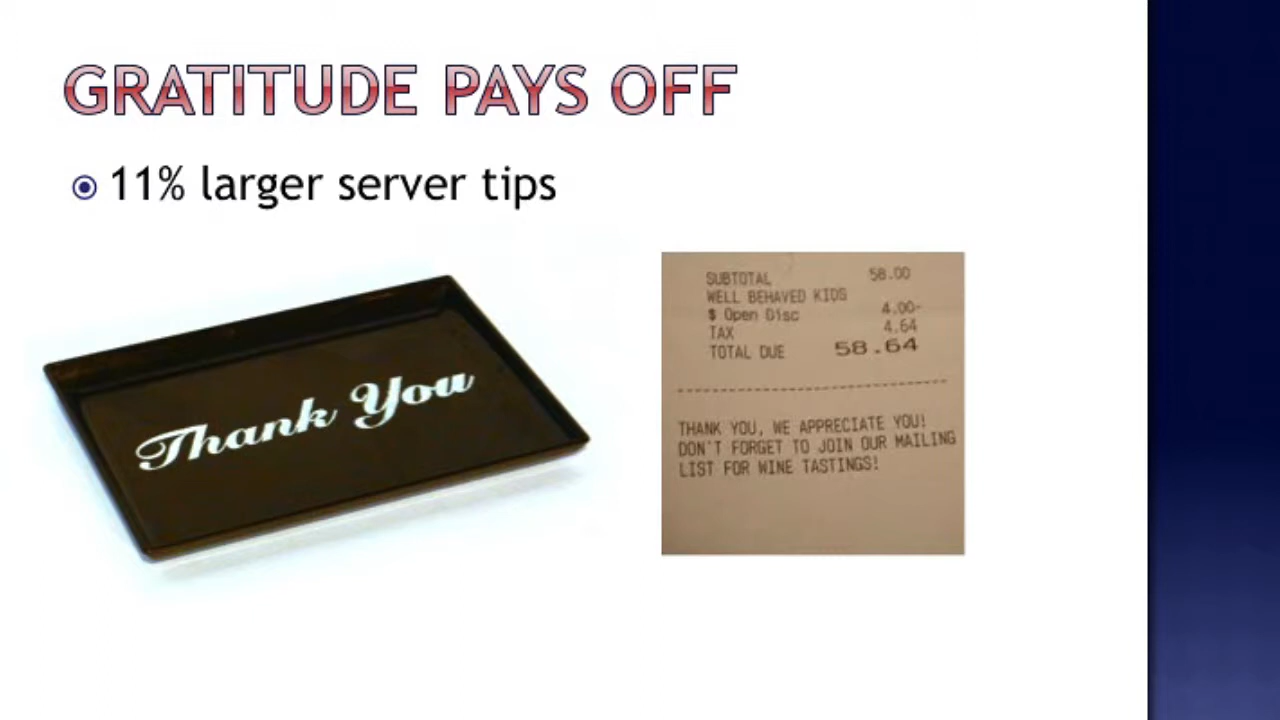 GRATITUDE PAYS OFF
11% larger server tips
Thank You
SUBTOTAL 58.00
WELL BEHAVED KIDS
$ Open Disc 4.00-
TAX 4.64
TOTAL DUE 58.64
THANK YOU, WE APPRECIATE YOU!
DON'T FORGET TO JOIN OUR MAILING
LIST FOR WINE TASTINGS!